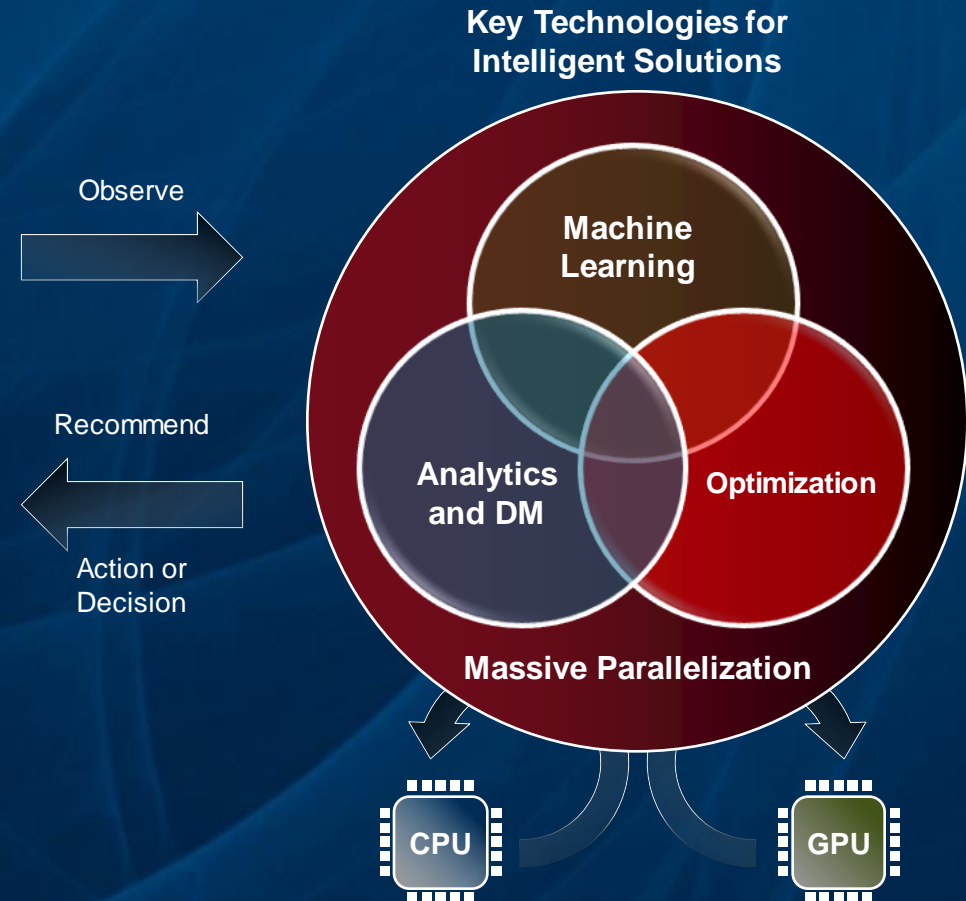 Key Technologies for
Intelligent Solutions
Observe
Machine
Learning
Recommend
Analytics
and DM
Optimization
Action or
Decision
Massive Parallelization
CPU
GPU